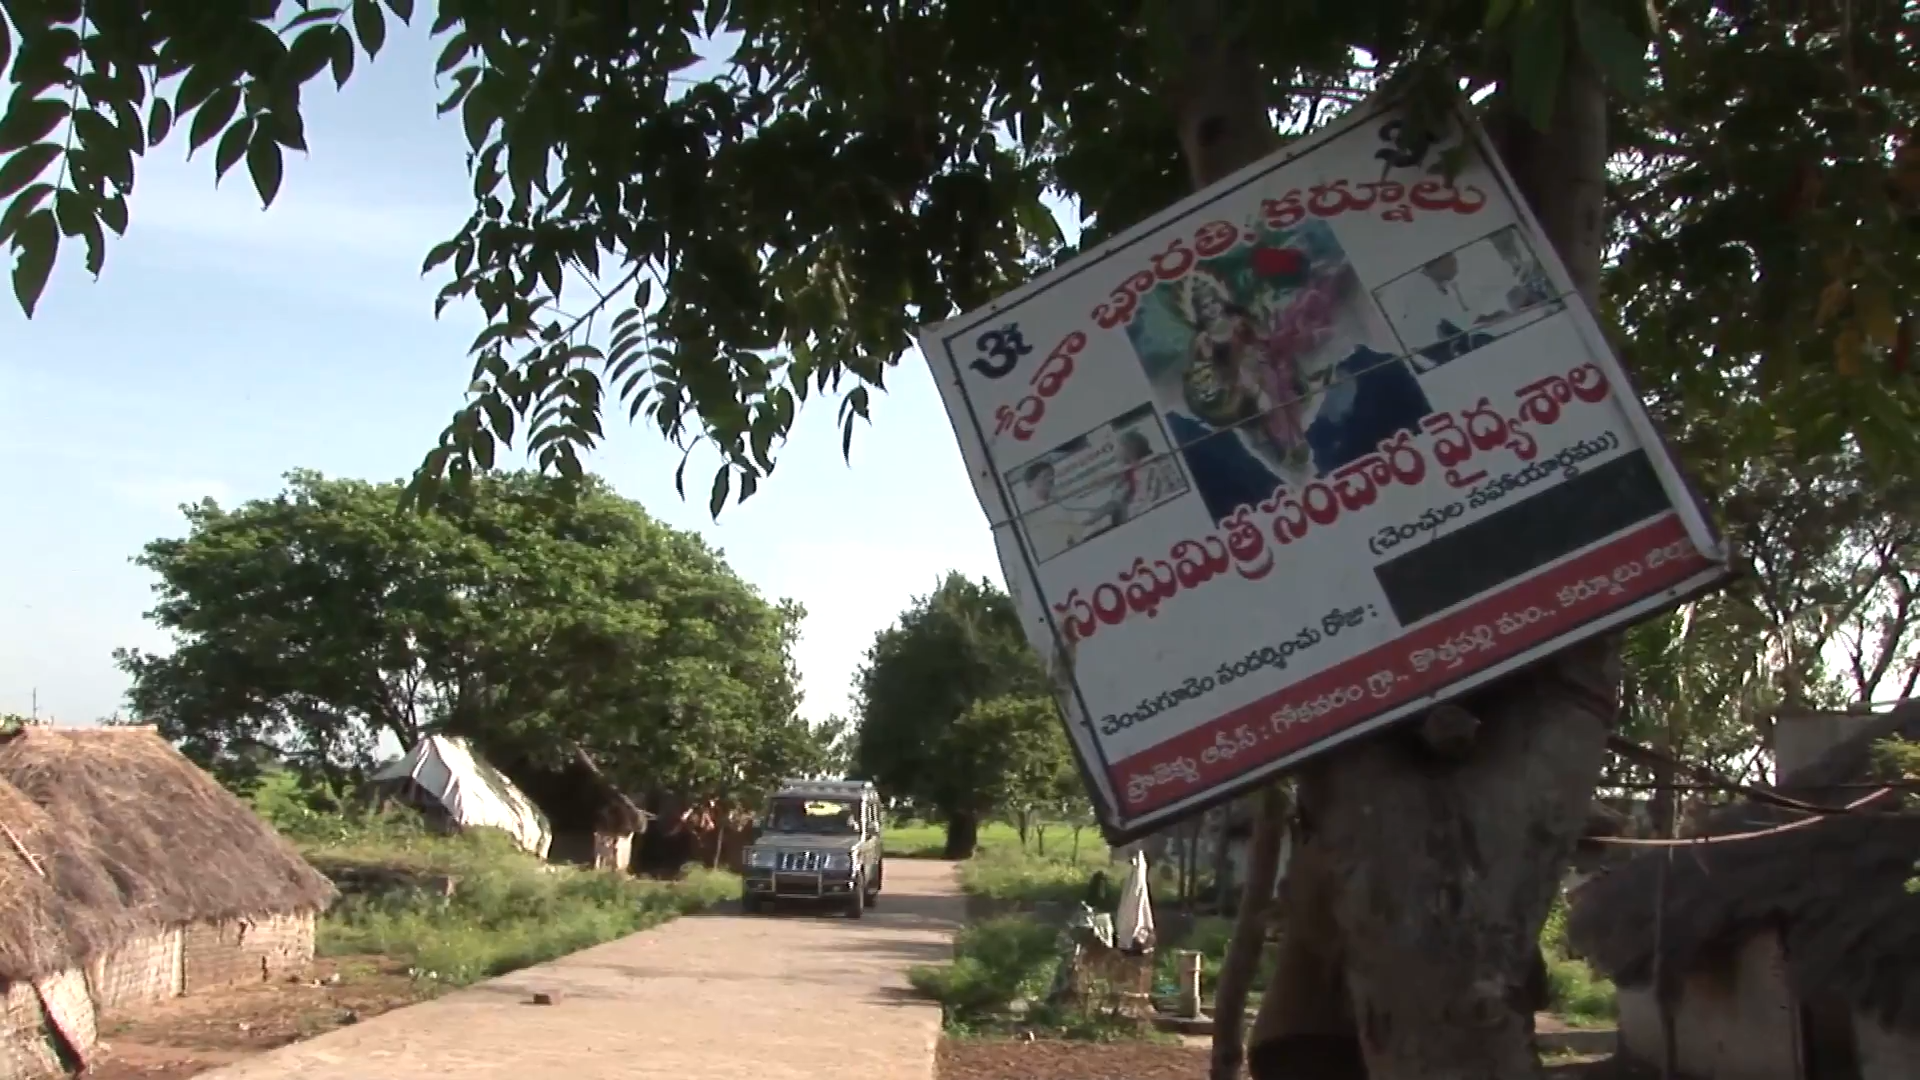 ॐ ॐ
సేవా భారతి. కర్నూలు
సంఘమిత్ర సంచార వైద్యశాల
(చెంచుల సహాయార్థము)
చెంచుగూడెం సందర్శించు రోజు :
ప్రాజెక్టు ఆఫీస్ : గోకవరం గ్రా., కొత్తపల్లి మం., కర్నూలు జిల్లా